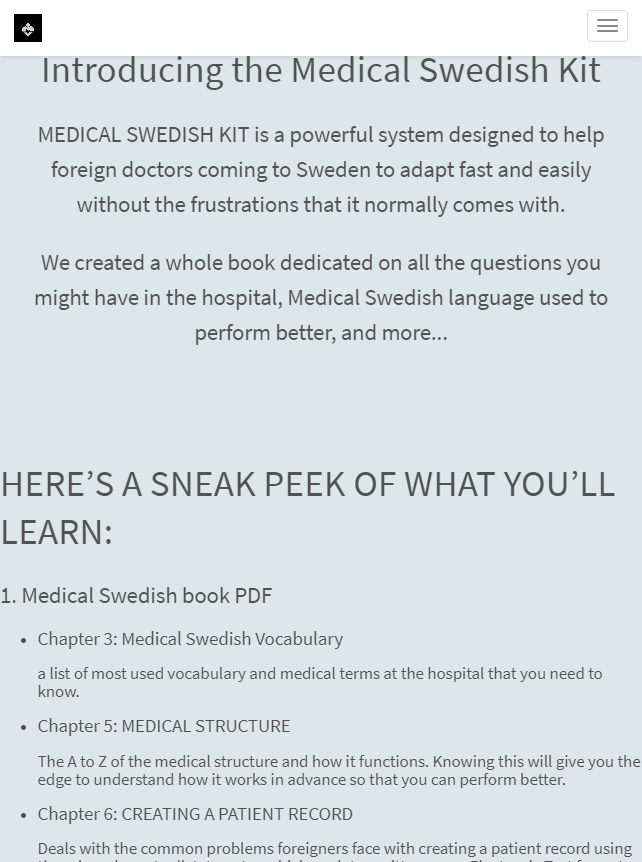 Introducing the Medical Swedish Kit
MEDICAL SWEDISH KIT is a powerful system designed to help
foreign doctors coming to Sweden to adapt fast and easily
without the frustrations that it normally comes with.
We created a whole book dedicated on all the questions you
might have in the hospital, Medical Swedish language used to
perform better, and more...
HERE’S A SNEAK PEEK OF WHAT YOU’LL
LEARN:
1. Medical Swedish book PDF
• Chapter 3: Medical Swedish Vocabulary
a list of most used vocabulary and medical terms at the hospital that you need to
know.
• Chapter 5: MEDICAL STRUCTURE
The A to Z of the medical structure and how it functions. Knowing this will give you the
edge to understand how it works in advance so that you can perform better.
• Chapter 6: CREATING A PATIENT RECORD
Deals with the common problems foreigners face with creating a patient record using